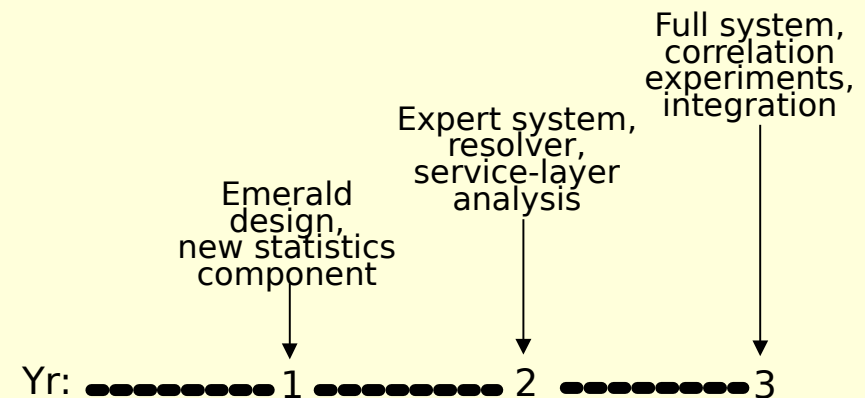 Emerald
design,
new statistics
component
Expert system,
resolver,
service-layer
analysis
Full system,
correlation
experiments,
integration
Yr: 1 2 3